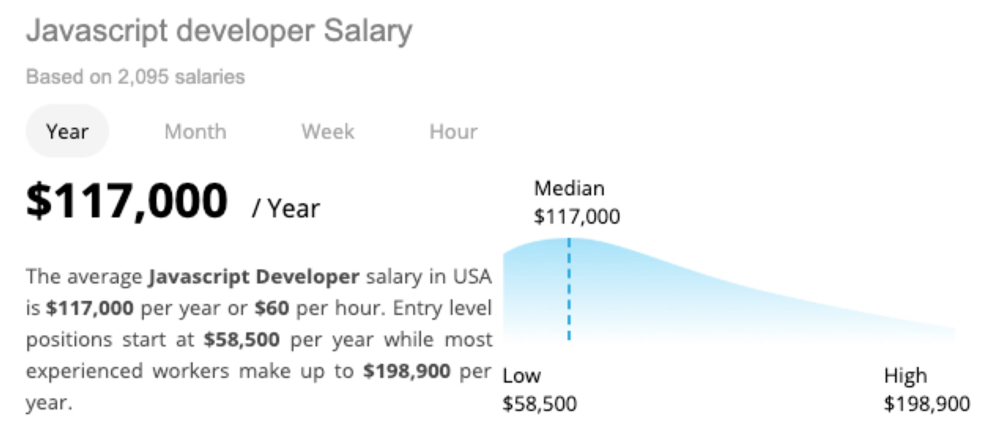 Javascript developer Salary
Based on 2,095 salaries
Year Month Week Hour
$117,000 / Year
The average Javascript Developer salary in USA
is $117,000 per year or $60 per hour. Entry level
positions start at $58,500 per year while most
experienced workers make up to $198,900 per
year.
Median
$117,000
Low
$58,500
High
$198,900